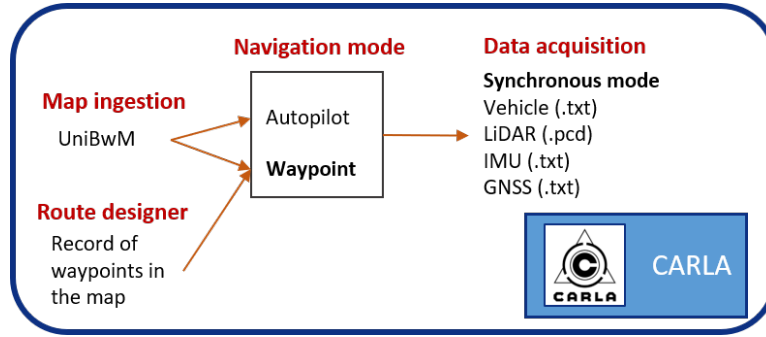 Navigation mode
Data acquisition
Map ingestion
UniBwM
Route designer
Record of
waypoints in
the map
Autopilot
Waypoint
Synchronous mode
Vehicle (.txt)
LiDAR (.pcd)
IMU (.txt)
GNSS (.txt)
C
CARLA
CARLA